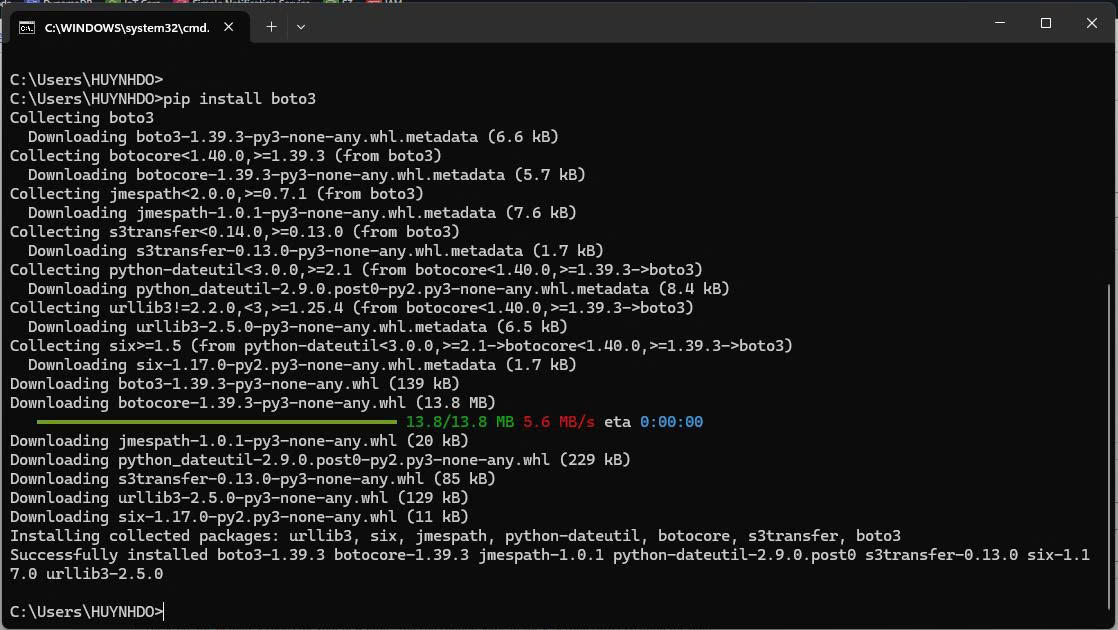 C:\WINDOWS\system32\cmd.
C:\Users\HUYNHDO>
C:\Users\HUYNHDO>pip install boto3
Collecting boto3
  Downloading boto3-1.39.3-py3-none-any.whl.metadata (6.6 kB)
Collecting botocore<1.40.0,>=1.39.3 (from boto3)
  Downloading botocore-1.39.3-py3-none-any.whl.metadata (5.7 kB)
Collecting jmespath<2.0.0,>=0.7.1 (from boto3)
  Downloading jmespath-1.0.1-py3-none-any.whl.metadata (7.6 kB)
Collecting s3transfer<0.14.0,>=0.13.0 (from boto3)
  Downloading s3transfer-0.13.0-py3-none-any.whl.metadata (1.7 kB)
Collecting python-dateutil<3.0.0,>=2.1 (from botocore<1.40.0,>=1.39.3->boto3)
  Downloading python_dateutil-2.9.0.post0-py2.py3-none-any.whl.metadata (8.4 kB)
Collecting urllib3!=2.2.0,<3,>=1.25.4 (from botocore<1.40.0,>=1.39.3->boto3)
  Downloading urllib3-2.5.0-py3-none-any.whl.metadata (6.5 kB)
Collecting six>=1.5 (from python-dateutil<3.0.0,>=2.1->botocore<1.40.0,>=1.39.3->boto3)
  Downloading six-1.17.0-py2.py3-none-any.whl.metadata (1.7 kB)
Downloading boto3-1.39.3-py3-none-any.whl (139 kB)
Downloading botocore-1.39.3-py3-none-any.whl (13.8 MB)
13.8/13.8 MB 5.6 MB/s eta 0:00:00
Downloading jmespath-1.0.1-py3-none-any.whl (20 kB)
Downloading python_dateutil-2.9.0.post0-py2.py3-none-any.whl (229 kB)
Downloading s3transfer-0.13.0-py3-none-any.whl (85 kB)
Downloading urllib3-2.5.0-py3-none-any.whl (129 kB)
Downloading six-1.17.0-py2.py3-none-any.whl (11 kB)
Installing collected packages: urllib3, six, jmespath, python-dateutil, botocore, s3transfer, boto3
Successfully installed boto3-1.39.3 botocore-1.39.3 jmespath-1.0.1 python-dateutil-2.9.0.post0 s3transfer-0.13.0 six-1.1
7.0 urllib3-2.5.0
C:\Users\HUYNHDO>